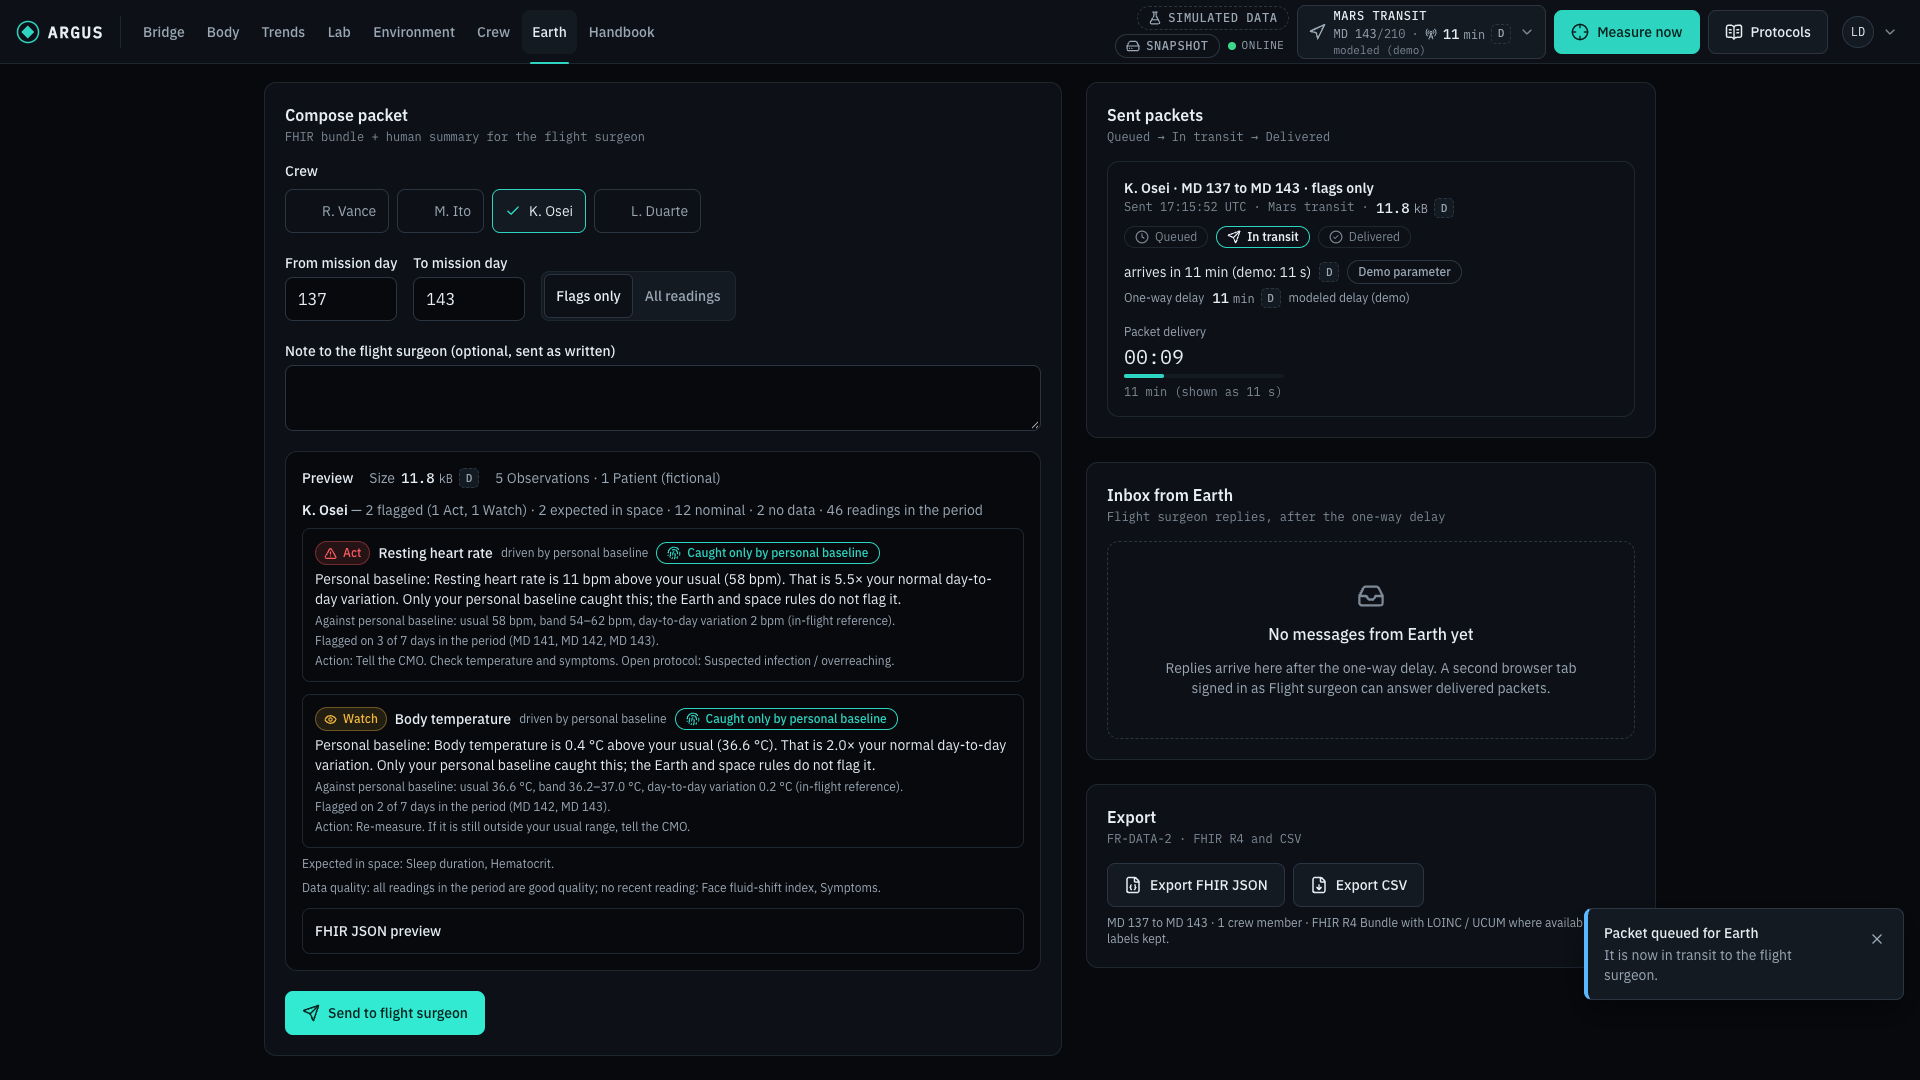 ARGUS
Bridge
Body
Trends
Lab
Environment
Crew
Earth
Handbook
SIMULATED DATA
SNAPSHOT
ONLINE
MARS TRANSIT
MD 143/210 · 11 min D
modeled (demo)
Measure now
Protocols
LD
Compose packet
FHIR bundle + human summary for the flight surgeon
Crew
R. Vance
M. Ito
K. Osei
L. Duarte
From mission day
To mission day
137
143
Flags only
All readings
Note to the flight surgeon (optional, sent as written)
Preview Size 11.8 kB D 5 Observations · 1 Patient (fictional)
K. Osei — 2 flagged (1 Act, 1 Watch) · 2 expected in space · 12 nominal · 2 no data · 46 readings in the period
Act Resting heart rate driven by personal baseline Caught only by personal baseline
Personal baseline: Resting heart rate is 11 bpm above your usual (58 bpm). That is 5.5× your normal day-to-
day variation. Only your personal baseline caught this; the Earth and space rules do not flag it.
Against personal baseline: usual 58 bpm, band 54–62 bpm, day-to-day variation 2 bpm (in-flight reference).
Flagged on 3 of 7 days in the period (MD 141, MD 142, MD 143).
Action: Tell the CMO. Check temperature and symptoms. Open protocol: Suspected infection / overreaching.
Watch Body temperature driven by personal baseline Caught only by personal baseline
Personal baseline: Body temperature is 0.4 °C above your usual (36.6 °C). That is 2.0× your normal day-to-day
variation. Only your personal baseline caught this; the Earth and space rules do not flag it.
Against personal baseline: usual 36.6 °C, band 36.2–37.0 °C, day-to-day variation 0.2 °C (in-flight reference).
Flagged on 2 of 7 days in the period (MD 142, MD 143).
Action: Re-measure. If it is still outside your usual range, tell the CMO.
Expected in space: Sleep duration, Hematocrit.
Data quality: all readings in the period are good quality; no recent reading: Face fluid-shift index, Symptoms.
FHIR JSON preview
Send to flight surgeon
Sent packets
Queued → In transit → Delivered
K. Osei · MD 137 to MD 143 · flags only
Sent 17:15:52 UTC · Mars transit · 11.8 kB D
Queued
In transit
Delivered
arrives in 11 min (demo: 11 s) D Demo parameter
One-way delay 11 min D modeled delay (demo)
Packet delivery
00:09
11 min (shown as 11 s)
Inbox from Earth
Flight surgeon replies, after the one-way delay
No messages from Earth yet
Replies arrive here after the one-way delay. A second browser tab
signed in as Flight surgeon can answer delivered packets.
Export
FR-DATA-2 · FHIR R4 and CSV
Export FHIR JSON
Export CSV
MD 137 to MD 143 · 1 crew member · FHIR R4 Bundle with LOINC / UCUM where
labels kept.
Packet queued for Earth
It is now in transit to the flight
surgeon.